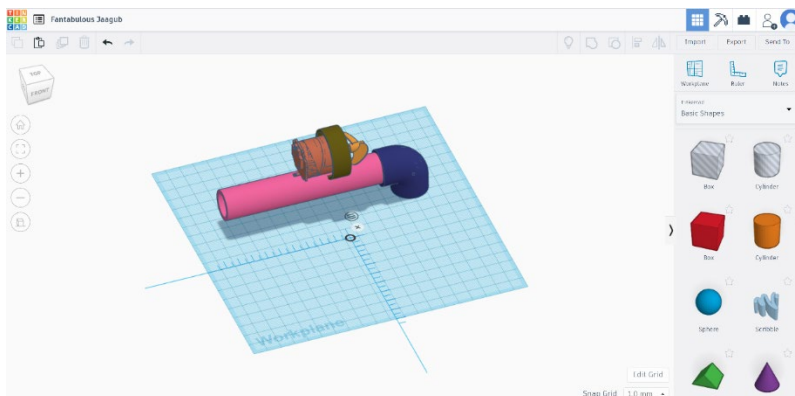 TIN
KER
CAD
Fantabulous Jaagub
Import
Export
Send To
TOP
FRONT
Workplane
Ruler
Notes
Basic Shapes
Box
Cylinder
Box
Cylinder
Sphere
Scribble
Workplane
Edit Grid
Snap Grid
1.0 mm